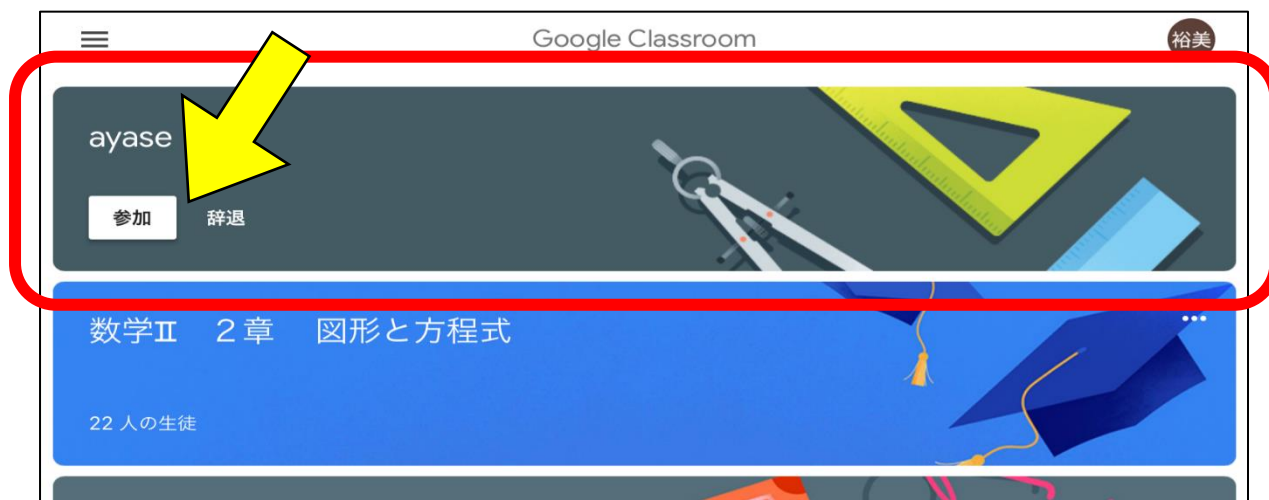 Google Classroom
裕美
ayase
参加 辞退
数学Ⅱ　２章　図形と方程式
22 人の生徒